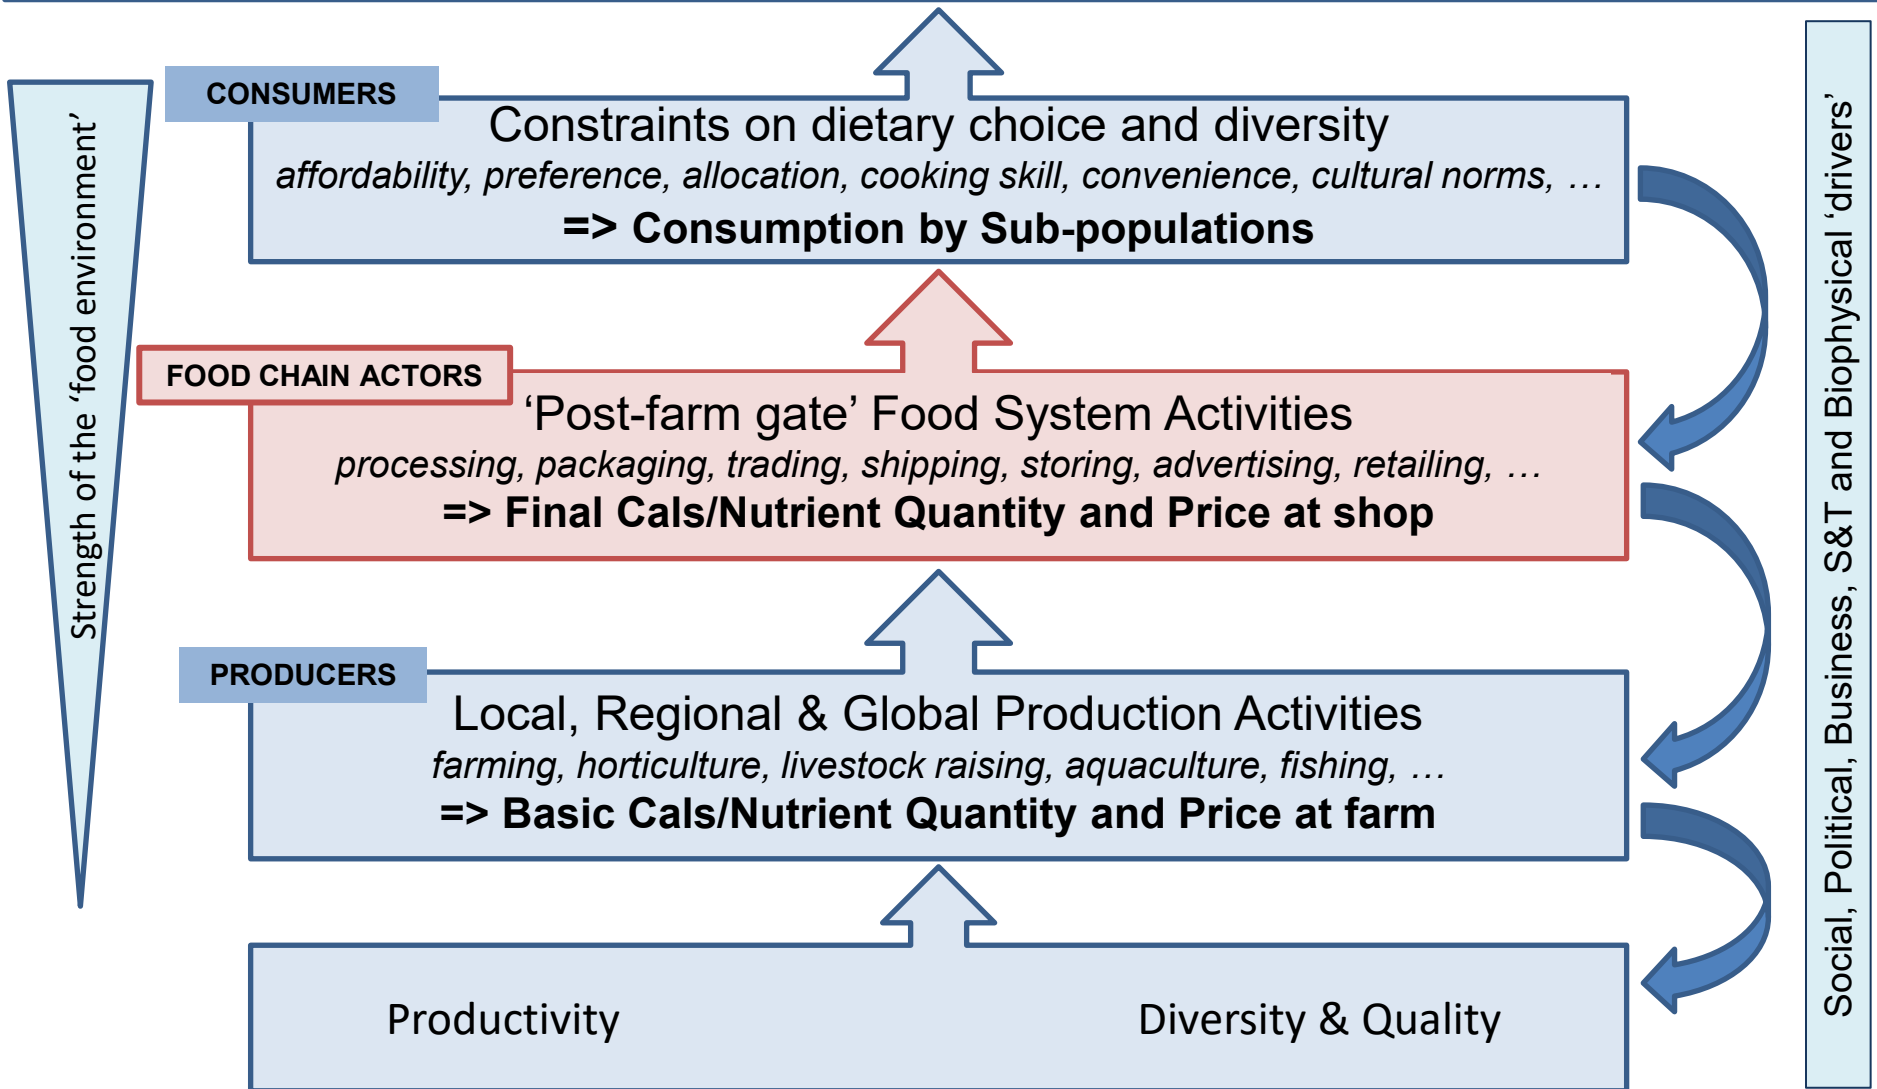 CONSUMERS
Constraints on dietary choice and diversity
affordability, preference, allocation, cooking skill, convenience, cultural norms, …
=> Consumption by Sub-populations
FOOD CHAIN ACTORS
‘Post-farm gate’ Food System Activities
processing, packaging, trading, shipping, storing, advertising, retailing, …
=> Final Cals/Nutrient Quantity and Price at shop
PRODUCERS
Local, Regional & Global Production Activities
farming, horticulture, livestock raising, aquaculture, fishing, …
=> Basic Cals/Nutrient Quantity and Price at farm
Productivity
Diversity & Quality
Strength of the ‘food environment’
Social, Political, Business, S&T and Biophysical ‘drivers’